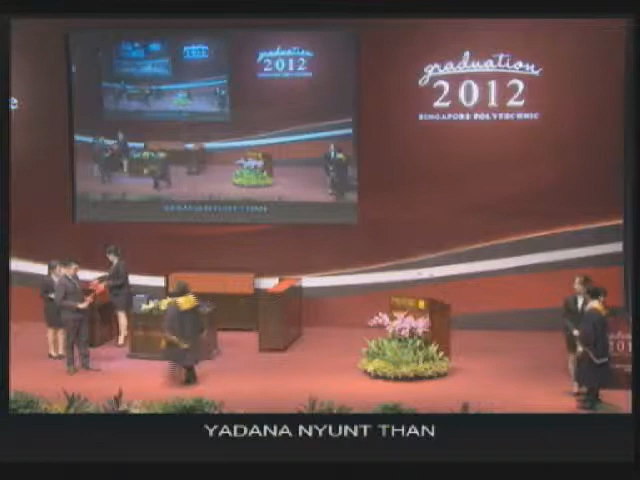 graduation
2012
SINGAPORE POLYTECHNIC
graduation
2012
YADANA NYUNT THAN